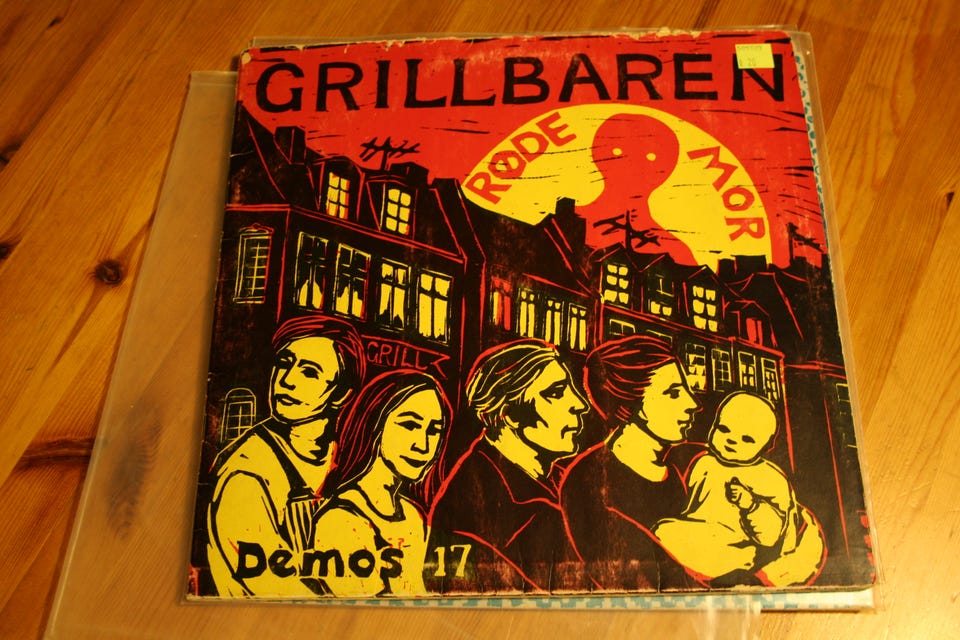 GRILLBAREN
RØDE MOR
GRILL
Demos 17